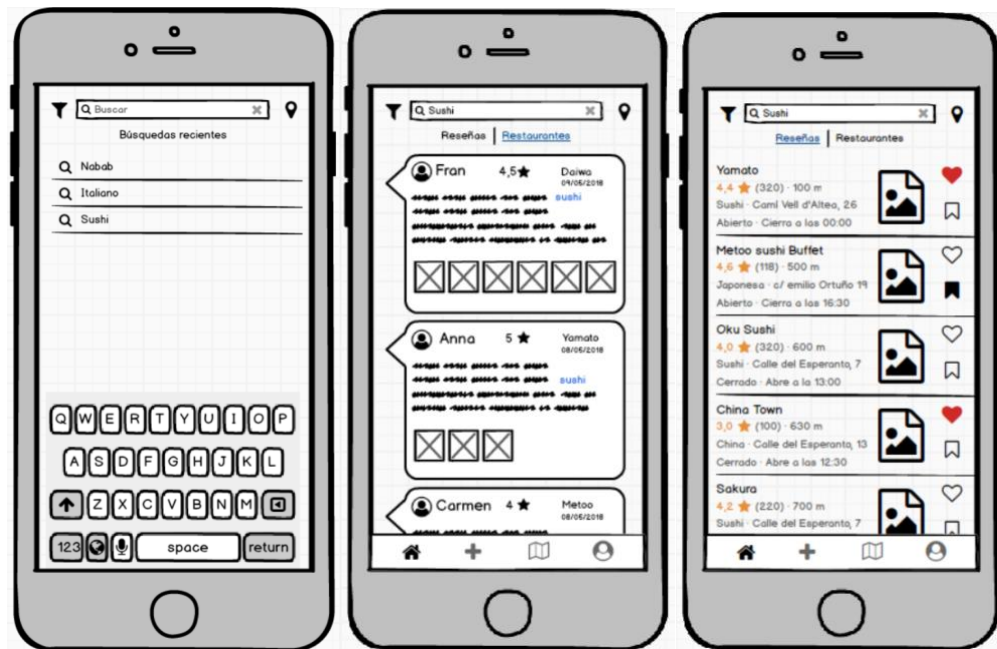 Buscar
Búsquedas recientes
Nabab
Italiano
Sushi
Q W E R T Y U I O P
A S D F G H J K L
Z X C V B N M
123 space return
Sushi
Reseñas | Restaurantes
Fran 4,5 Daiwa
09/05/2018
sushi
Anna 5 Yamato
08/05/2018
sushi
Carmen 4 Metoo
08/05/2018
Sushi
Reseñas | Restaurantes
Yamato
4,4 (320) · 100 m
Sushi · Camí Vell d'Altea, 26
Abierto · Cierra a las 00:00
Metoo sushi Buffet
4,6 (118) · 500 m
Japonesa · c/ emilio Ortuño 19
Abierto · Cierra a las 16:30
Oku Sushi
4,0 (320) · 600 m
Sushi · Calle del Esperanto, 7
Cerrado · Abre a la 13:00
China Town
3,0 (100) · 630 m
China · Calle del Esperanto, 13
Cerrado · Abre a las 12:30
Sakura
4,2 (220) · 700 m
Sushi · Calle del Esperanto, 7